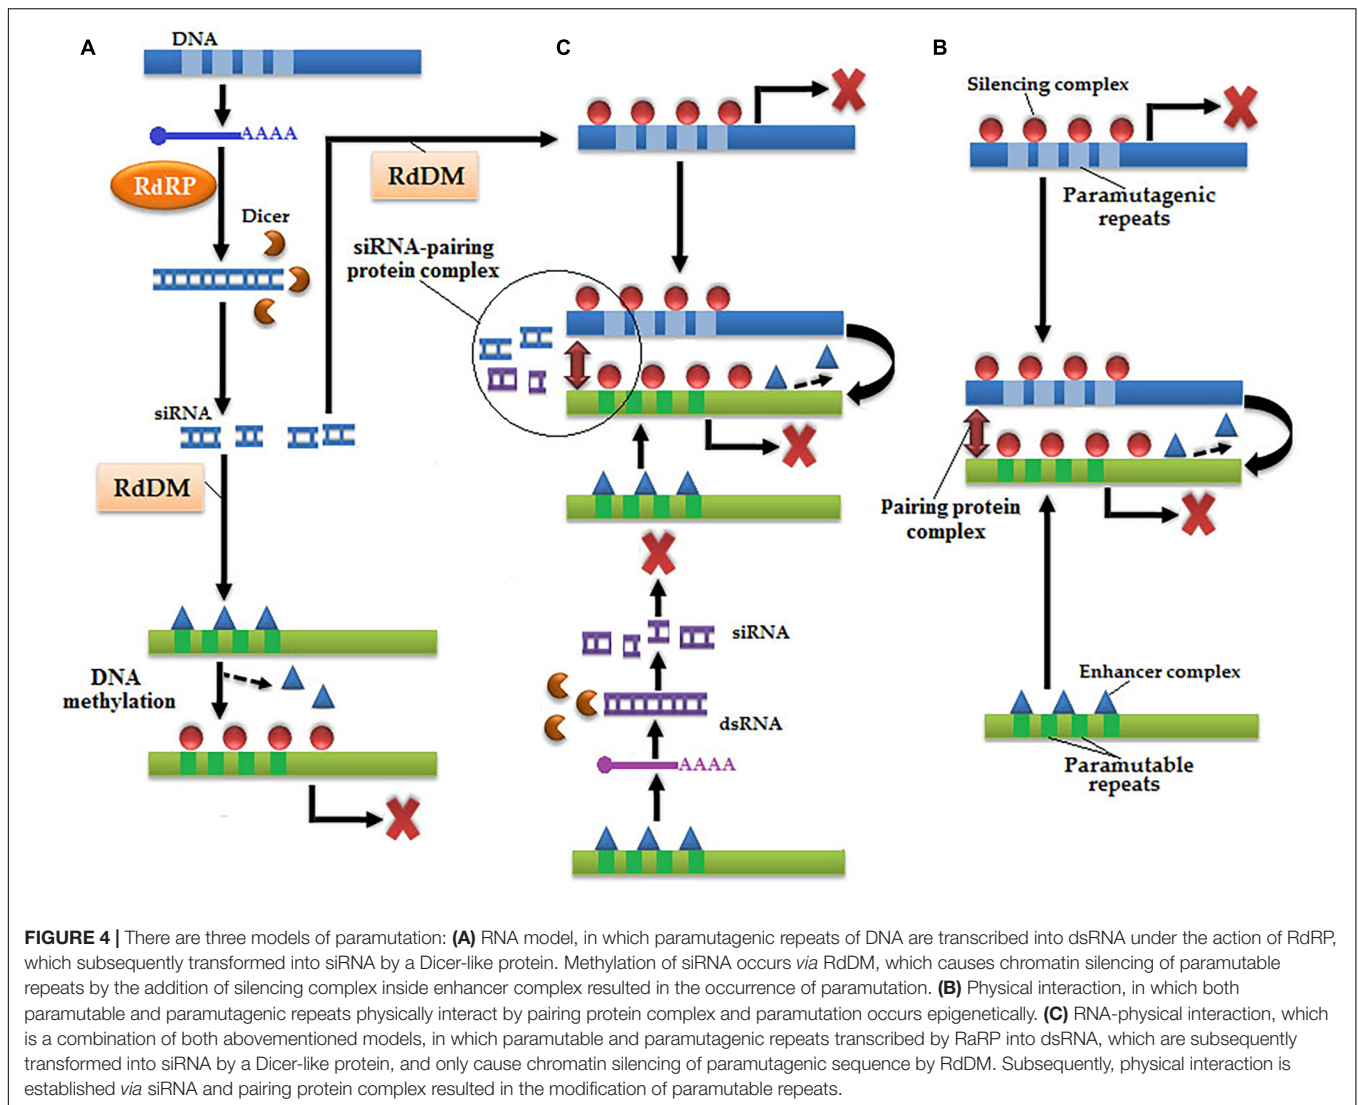 A
DNA
AAAA
RdRP
Dicer
siRNA
RdDM
DNA
methylation
C
RdDM
siRNA-pairing
protein complex
siRNA
dsRNA
AAAA
B
Silencing complex
Paramutagenic
repeats
Pairing protein
complex
Enhancer complex
Paramutable
repeats
FIGURE 4 | There are three models of paramutation: (A) RNA model, in which paramutagenic repeats of DNA are transcribed into dsRNA under the action of RdRP,
which subsequently transformed into siRNA by a Dicer-like protein. Methylation of siRNA occurs via RdDM, which causes chromatin silencing of paramutable
repeats by the addition of silencing complex inside enhancer complex resulted in the occurrence of paramutation. (B) Physical interaction, in which both
paramutable and paramutagenic repeats physically interact by pairing protein complex and paramutation occurs epigenetically. (C) RNA-physical interaction, which
is a combination of both abovementioned models, in which paramutable and paramutagenic repeats transcribed by RaRP into dsRNA, which are subsequently
transformed into siRNA by a Dicer-like protein, and only cause chromatin silencing of paramutagenic sequence by RdDM. Subsequently, physical interaction is
established via siRNA and pairing protein complex resulted in the modification of paramutable repeats.